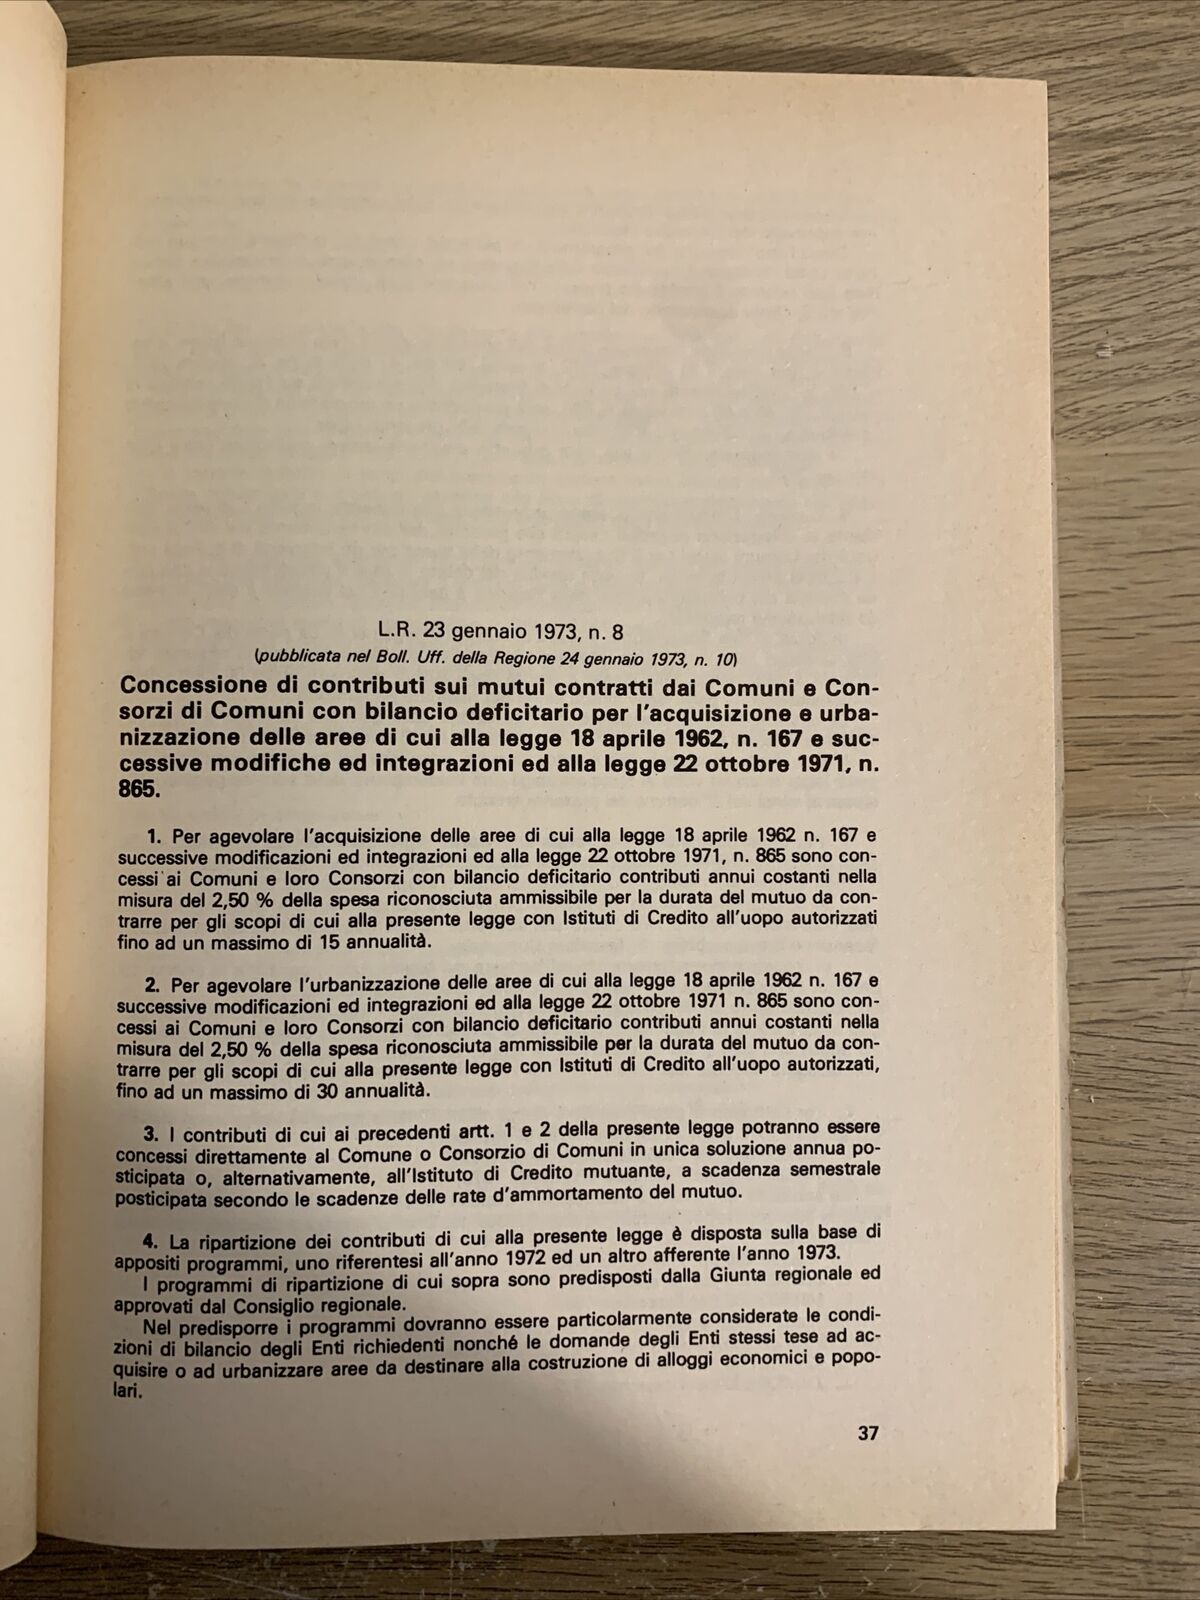 L.R. 23 gennaio 1973, n. 8
(pubblicata nel Boll. Uff. della Regione 24 gennaio 1973, n. 10)
Concessione di contributi sui mutui contratti dai Comuni e Con-
sorzi di Comuni con bilancio deficitario per l'acquisizione e urba-
nizzazione delle aree di cui alla legge 18 aprile 1962, n. 167 e suc-
cessive modifiche ed integrazioni ed alla legge 22 ottobre 1971, n.
865.
1. Per agevolare l'acquisizione delle aree di cui alla legge 18 aprile 1962 n. 167 e
successive modificazioni ed integrazioni ed alla legge 22 ottobre 1971, n. 865 sono con-
cessi ai Comuni e loro Consorzi con bilancio deficitario contributi annui costanti nella
misura del 2,50 % della spesa riconosciuta ammissibile per la durata del mutuo da con-
trarre per gli scopi di cui alla presente legge con Istituti di Credito all'uopo autorizzati
fino ad un massimo di 15 annualità.
2. Per agevolare l'urbanizzazione delle aree di cui alla legge 18 aprile 1962 n. 167 e
successive modificazioni ed integrazioni ed alla legge 22 ottobre 1971 n. 865 sono con-
cessi ai Comuni e loro Consorzi con bilancio deficitario contributi annui costanti nella
misura del 2,50 % della spesa riconosciuta ammissibile per la durata del mutuo da con-
trarre per gli scopi di cui alla presente legge con Istituti di Credito all'uopo autorizzati,
fino ad un massimo di 30 annualità.
3. I contributi di cui ai precedenti artt. 1 e 2 della presente legge potranno essere
concessi direttamente al Comune o Consorzio di Comuni in unica soluzione annua po-
sticipata o, alternativamente, all'Istituto di Credito mutuante, a scadenza semestrale
posticipata secondo le scadenze delle rate d'ammortamento del mutuo.
4. La ripartizione dei contributi di cui alla presente legge è disposta sulla base di
appositi programmi, uno riferentesi all'anno 1972 ed un altro afferente l'anno 1973.
I programmi di ripartizione di cui sopra sono predisposti dalla Giunta regionale ed
approvati dal Consiglio regionale.
Nel predisporre i programmi dovranno essere particolarmente considerate le condi-
zioni di bilancio degli Enti richiedenti nonché le domande degli Enti stessi tese ad ac-
quisire o ad urbanizzare aree da destinare alla costruzione di alloggi economici e popo-
lari.
37